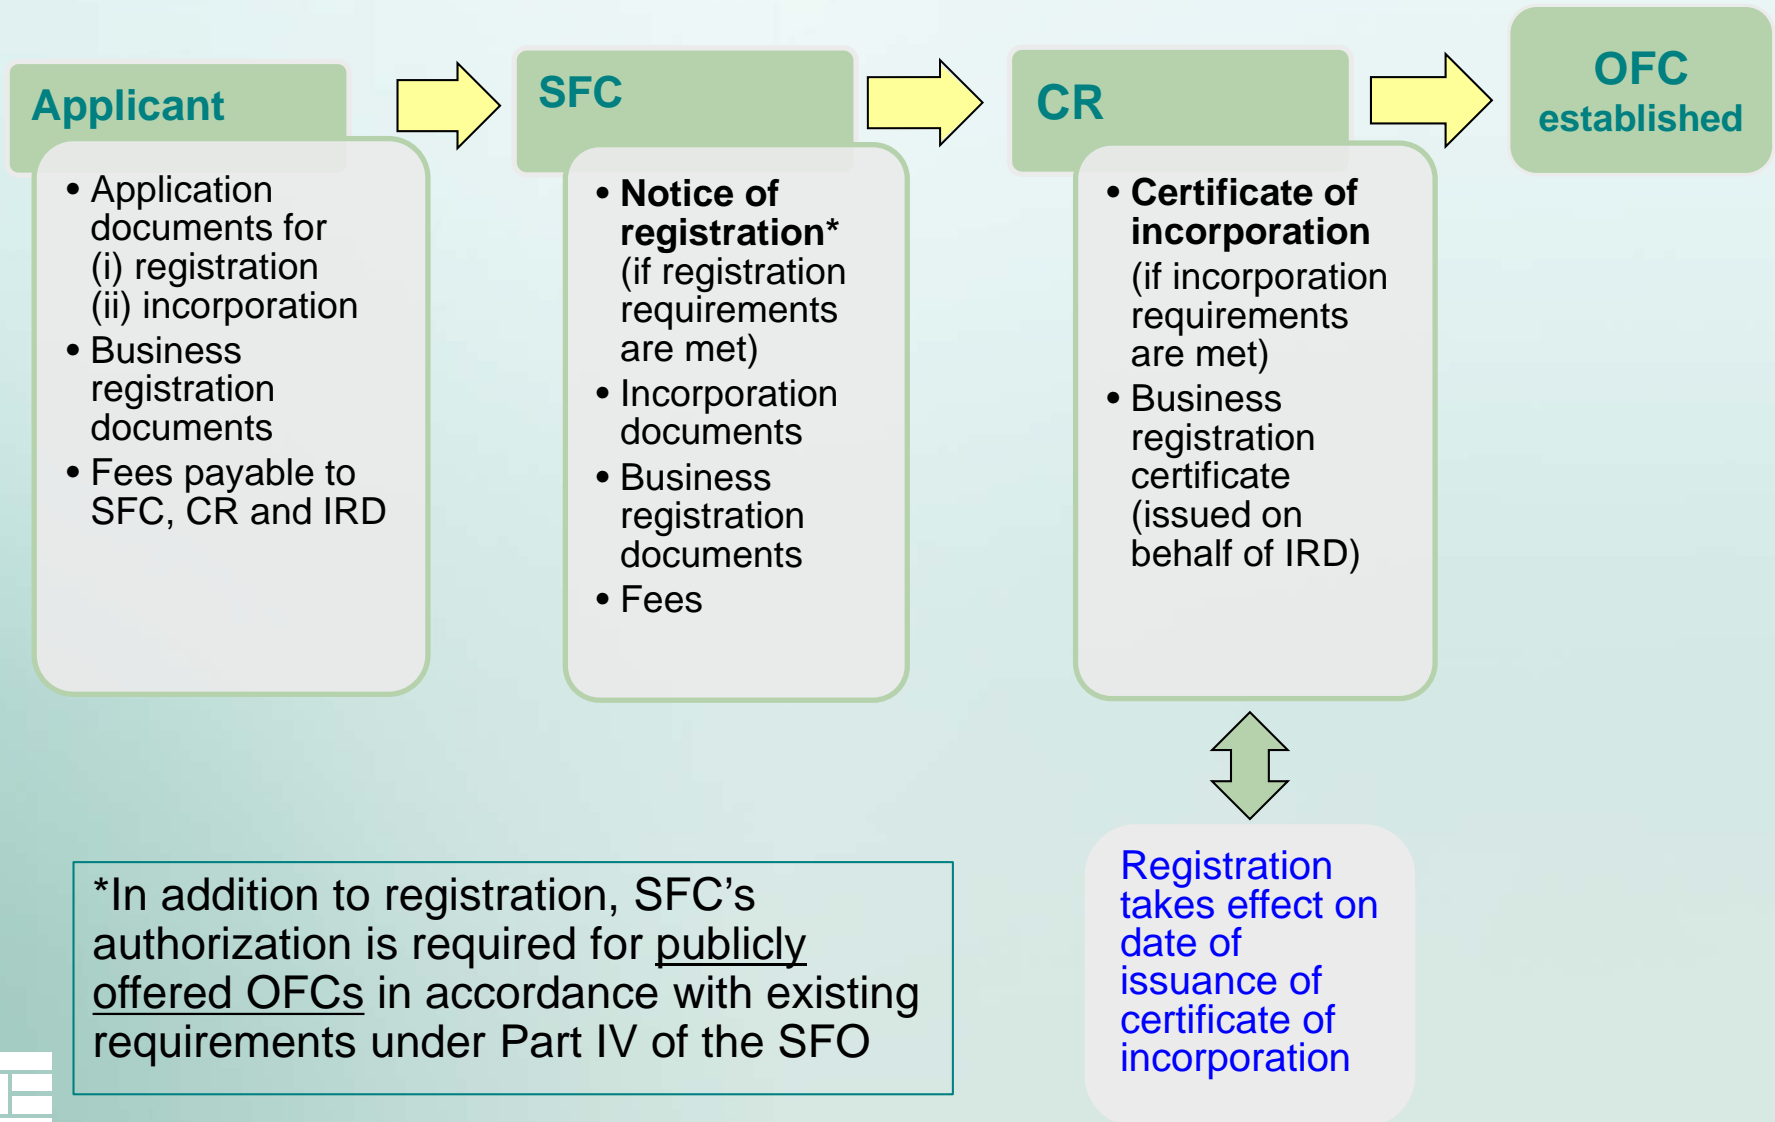 Applicant
• Application
documents for
(i) registration
(ii) incorporation
• Business
registration
documents
• Fees payable to
SFC, CR and IRD
SFC
• Notice of
registration*
(if registration
requirements
are met)
• Incorporation
documents
• Business
registration
documents
• Fees
CR
• Certificate of
incorporation
(if incorporation
requirements
are met)
• Business
registration
certificate
(issued on
behalf of IRD)
OFC
established
Registration
takes effect on
date of
issuance of
certificate of
incorporation
*In addition to registration, SFC’s
authorization is required for publicly
offered OFCs in accordance with existing
requirements under Part IV of the SFO